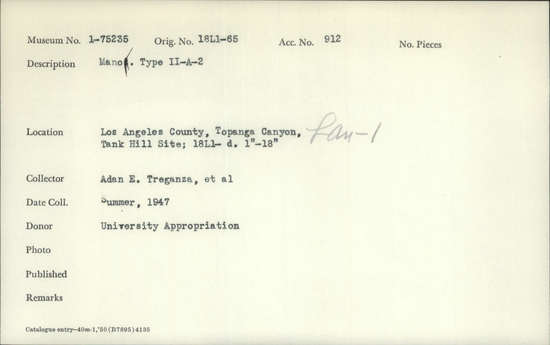 Museum No. 1-75235 Orig. No. 18L1-65 Acc. No. 912 No. Pieces
Description Mano. Type II-A-2
Location Los Angeles County, Topanga Canyon, Lan-1
Tank Hill Site; 18L1- d. 1"-18"
Collector Adan E. Treganza, et al
Date Coll. Summer, 1947
Donor University Appropriation
Photo
Published
Remarks
Catalogue entry—40m-1,'50 (B7895) 4135